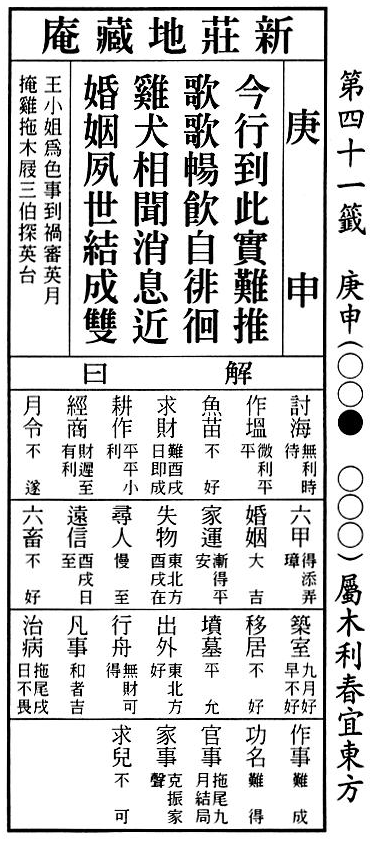 第四十一籤 庚申(○○● ○○○)屬木利春宜東方
新莊地藏庵
庚申
今行到此實難推
歌歌暢飲自徘徊
雞犬相聞消息近
婚姻夙世結成雙
王小姐為色事到禍審英月
掩雞拖木屐三伯探英台
解曰
討海 無利時待
作塭 微利平平
魚苗 不好
求財 難酉戌日即成
耕作 平平小利
經商 財遲至有利
月令 不遂
六甲 得添弄璋
婚姻 大吉
家運 漸得平安
失物 東北方酉戌在
尋人 慢至
遠信 酉戌日至
六畜 不好
築室 九月好早不好
移居 不好
墳墓 平允
出外 東北方好
行舟 無財可得
凡事 和者吉
治病 拖尾戌日不畏
作事 難成
功名 難得
官事 拖尾九月結局
家事 克振家聲
求兒 不可